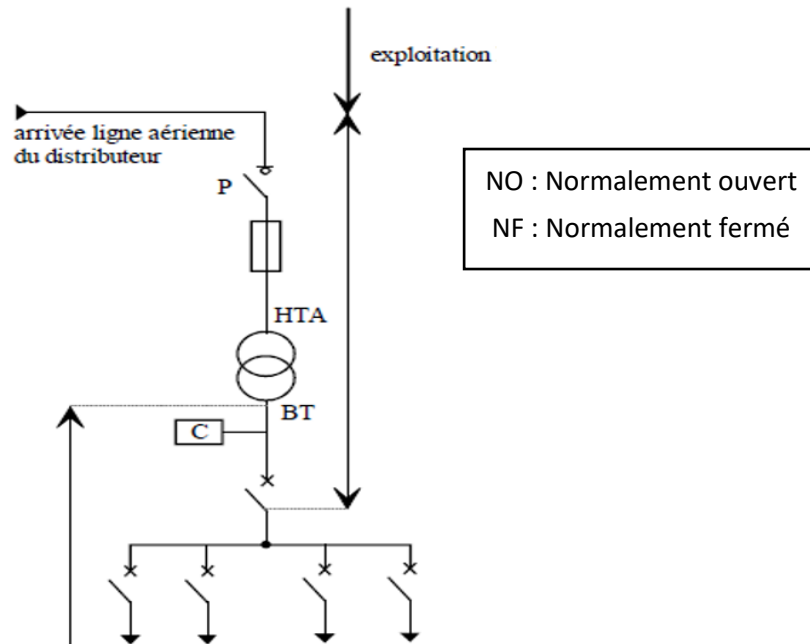 exploitation
arrivée ligne aérienne
du distributeur
P
NO : Normalement ouvert
NF : Normalement fermé
HTA
BT
C